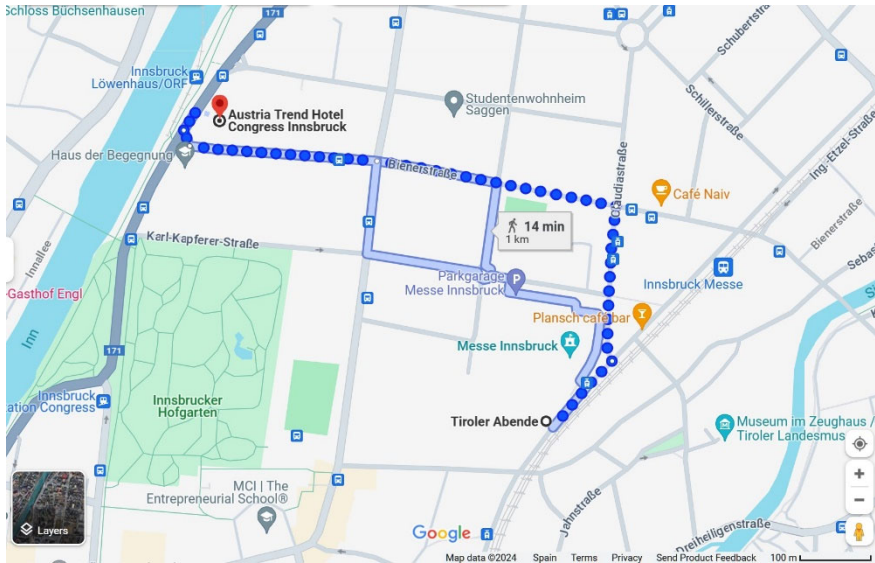 Schloss Büchsenhausen
171
Innsbruck
Löwenhaus/ORF
Austria Trend Hotel
Congress Innsbruck
Haus der Begegnung
Studentenwohnheim
Saggen
Schubertstr
Schillerstraße
Ing.-Etzel-Straße
Bienerstraße
Claudiastraße
Café Naiv
Bienerstraße
Sebas
14 min
1 km
Karl-Kapferer-Straße
Innallee
-Gasthof Engl
Inn
Parkgarage
Messe Innsbruck
P
Innsbruck Messe
Plansch café bar
Messe Innsbruck
171
Innsbruck
ation Congress
Innsbrucker
Hofgarten
Tiroler Abende
Museum im Zeughaus /
Tiroler Landesmus
MCI | The
Entrepreneurial School®
Jahnstraße
Dreiheiligenstraße
Layers
Google
Map data ©2024 Spain Terms Privacy Send Product Feedback 100 m